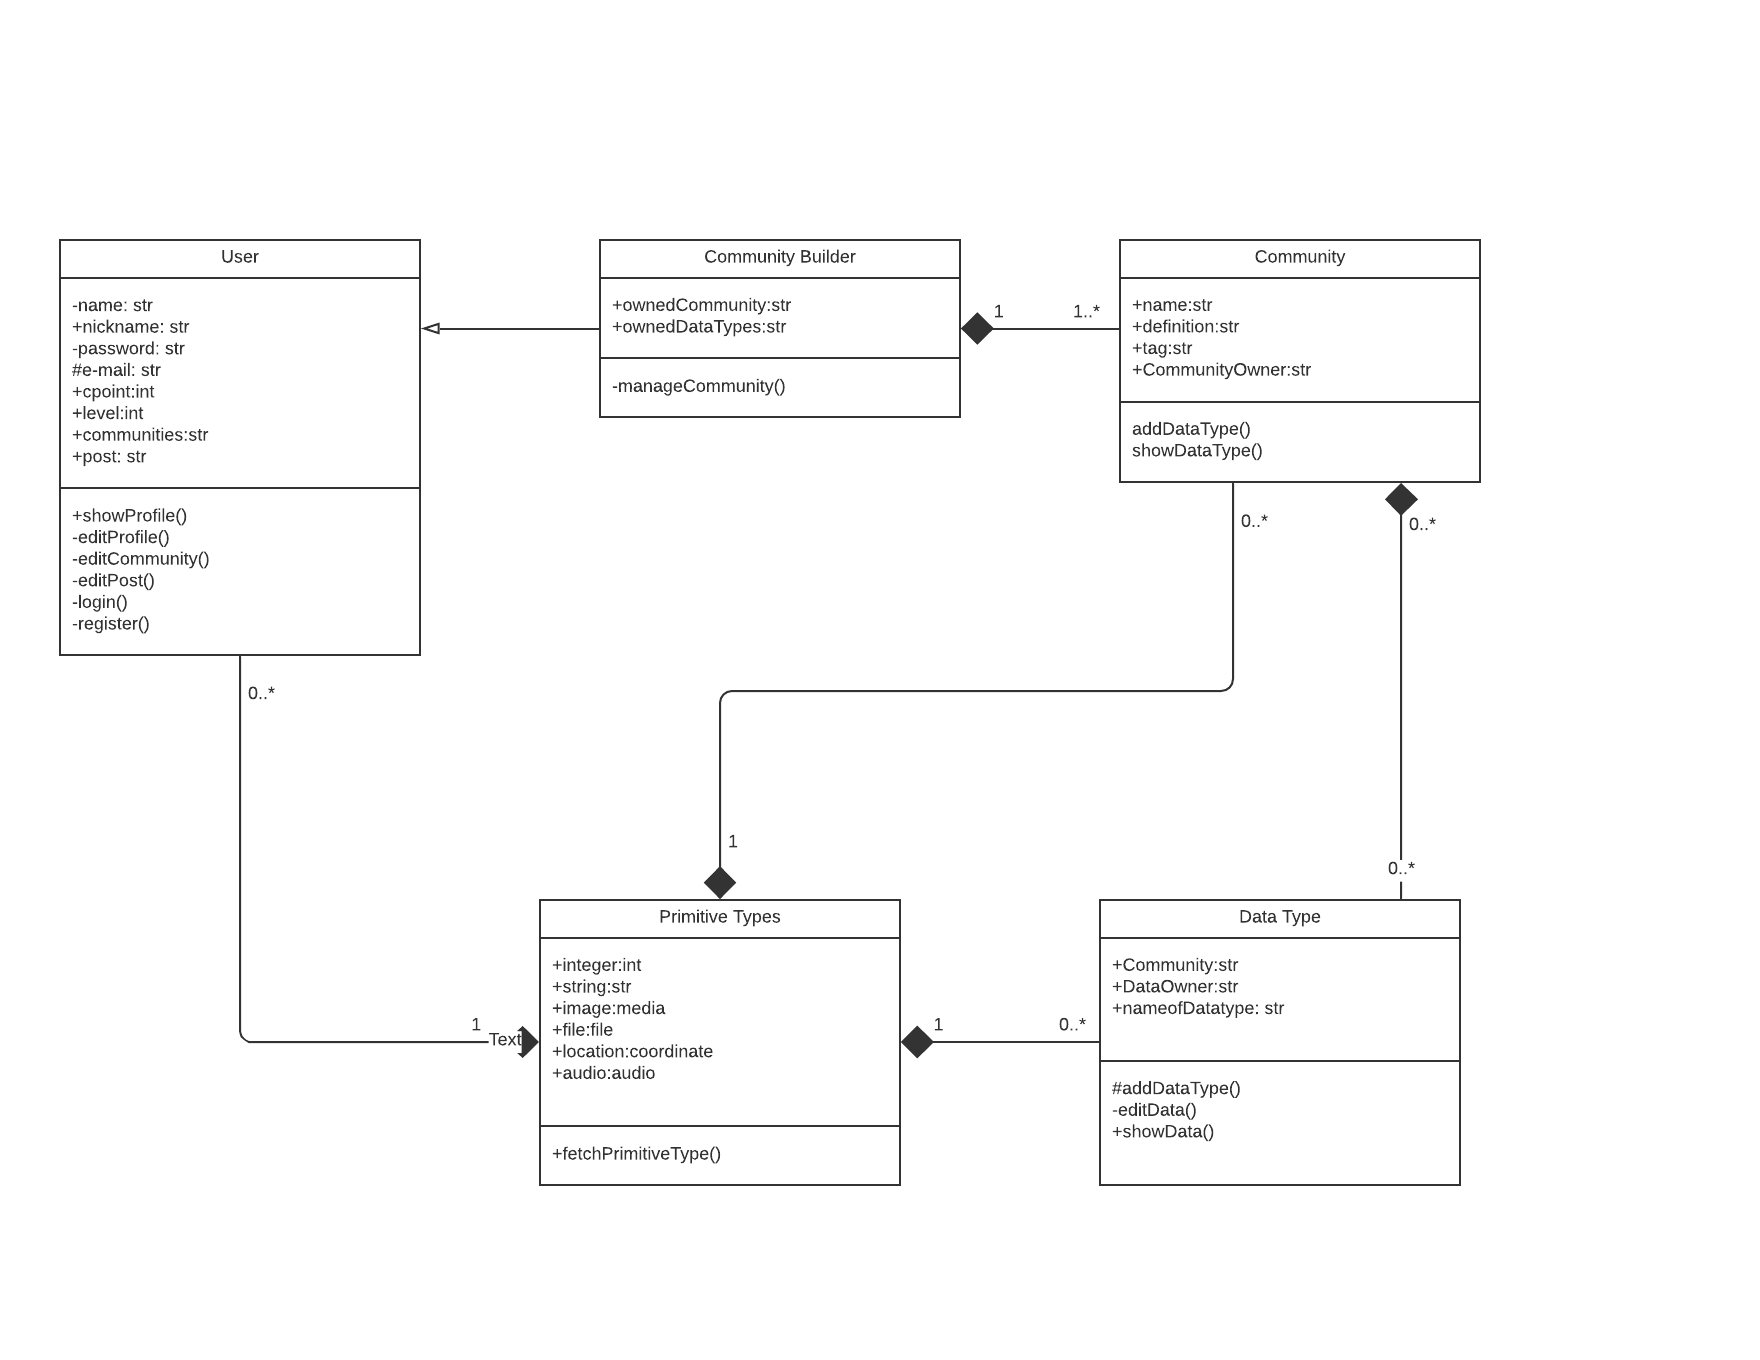 User
-name: str
+nickname: str
-password: str
#e-mail: str
+cpoint:int
+level:int
+communities:str
+post: str
+showProfile()
-editProfile()
-editCommunity()
-editPost()
-login()
-register()
0..*
Community Builder
+ownedCommunity:str
+ownedDataTypes:str
-manageCommunity()
1
1..*
Community
+name:str
+definition:str
+tag:str
+CommunityOwner:str
addDataType()
showDataType()
0..*
0..*
1
0..*
1
Text
Primitive Types
+integer:int
+string:str
+image:media
+file:file
+location:coordinate
+audio:audio
+fetchPrimitiveType()
1
0..*
Data Type
+Community:str
+DataOwner:str
+nameofDatatype: str
#addDataType()
-editData()
+showData()